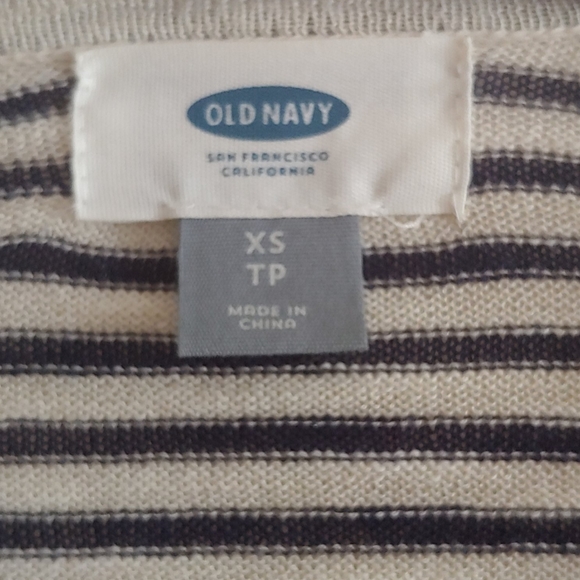 OLD NAVY
SAN FRANCISCO
CALIFORNIA
XS
TP
MADE IN
CHINA